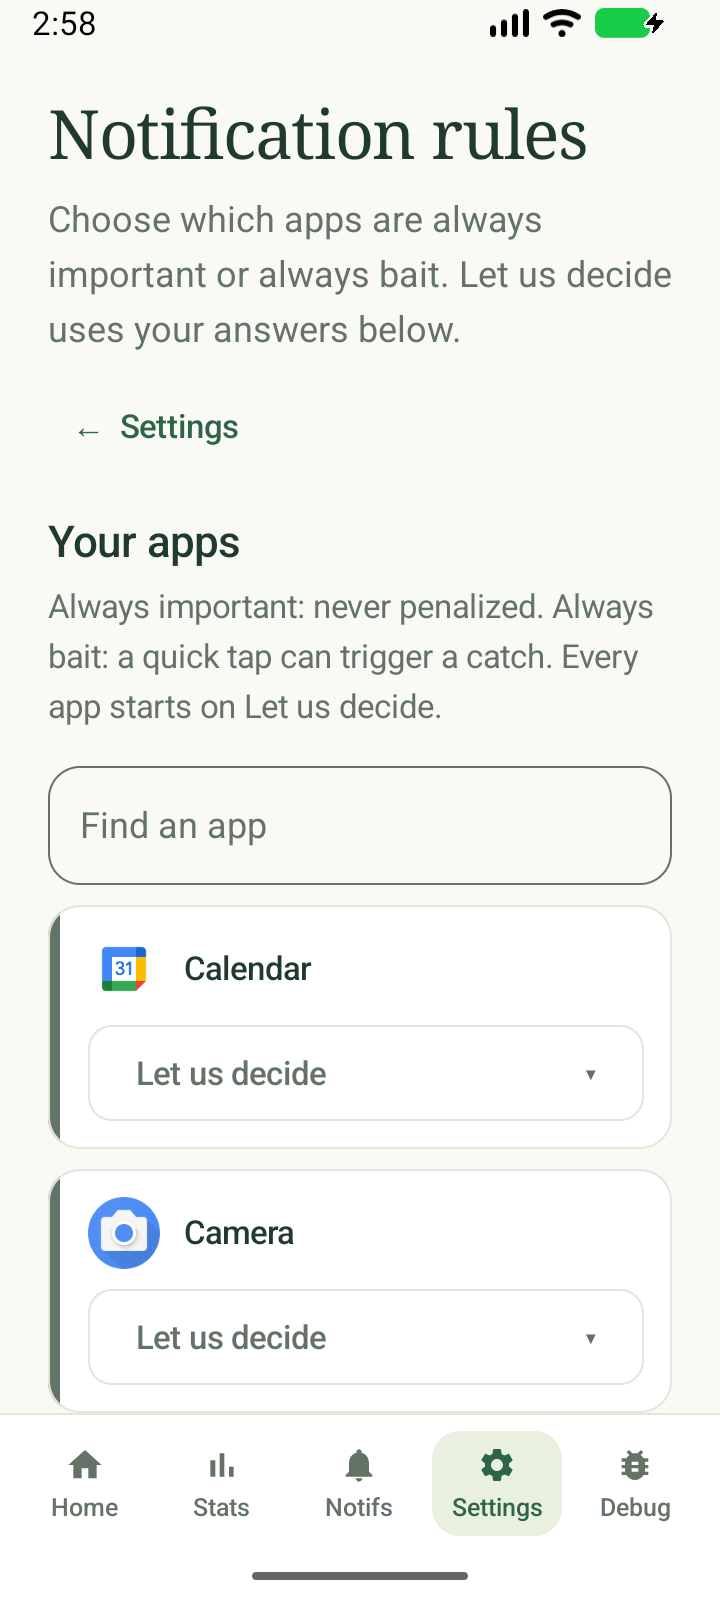 2:58
Notification rules
Choose which apps are always
important or always bait. Let us decide
uses your answers below.
← Settings
Your apps
Always important: never penalized. Always
bait: a quick tap can trigger a catch. Every
app starts on Let us decide.
Find an app
31 Calendar
Let us decide ▼
Camera
Let us decide ▼
Home Stats Notifs Settings Debug